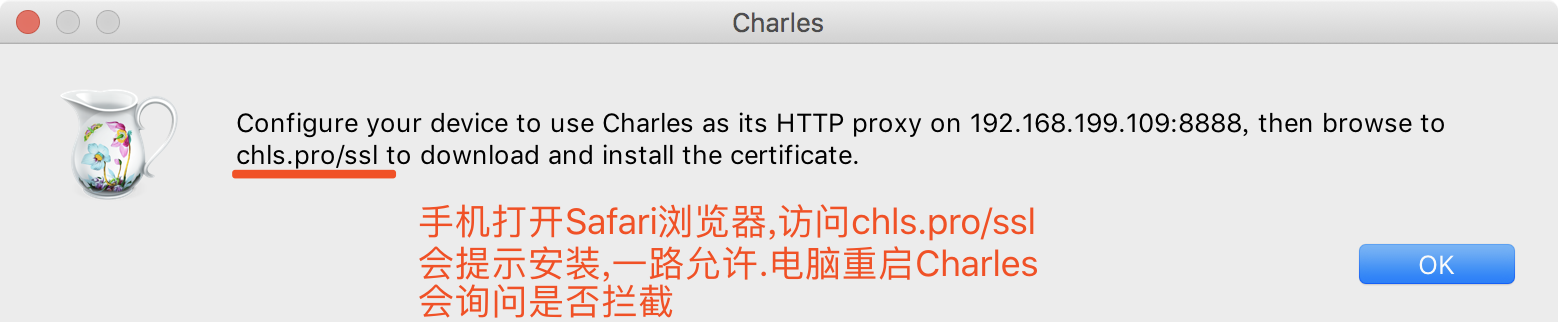 Charles
Configure your device to use Charles as its HTTP proxy on 192.168.199.109:8888, then browse to
chls.pro/ssl to download and install the certificate.
手机打开Safari浏览器,访问chls.pro/ssl
会提示安装,一路允许.电脑重启Charles
会询问是否拦截
OK